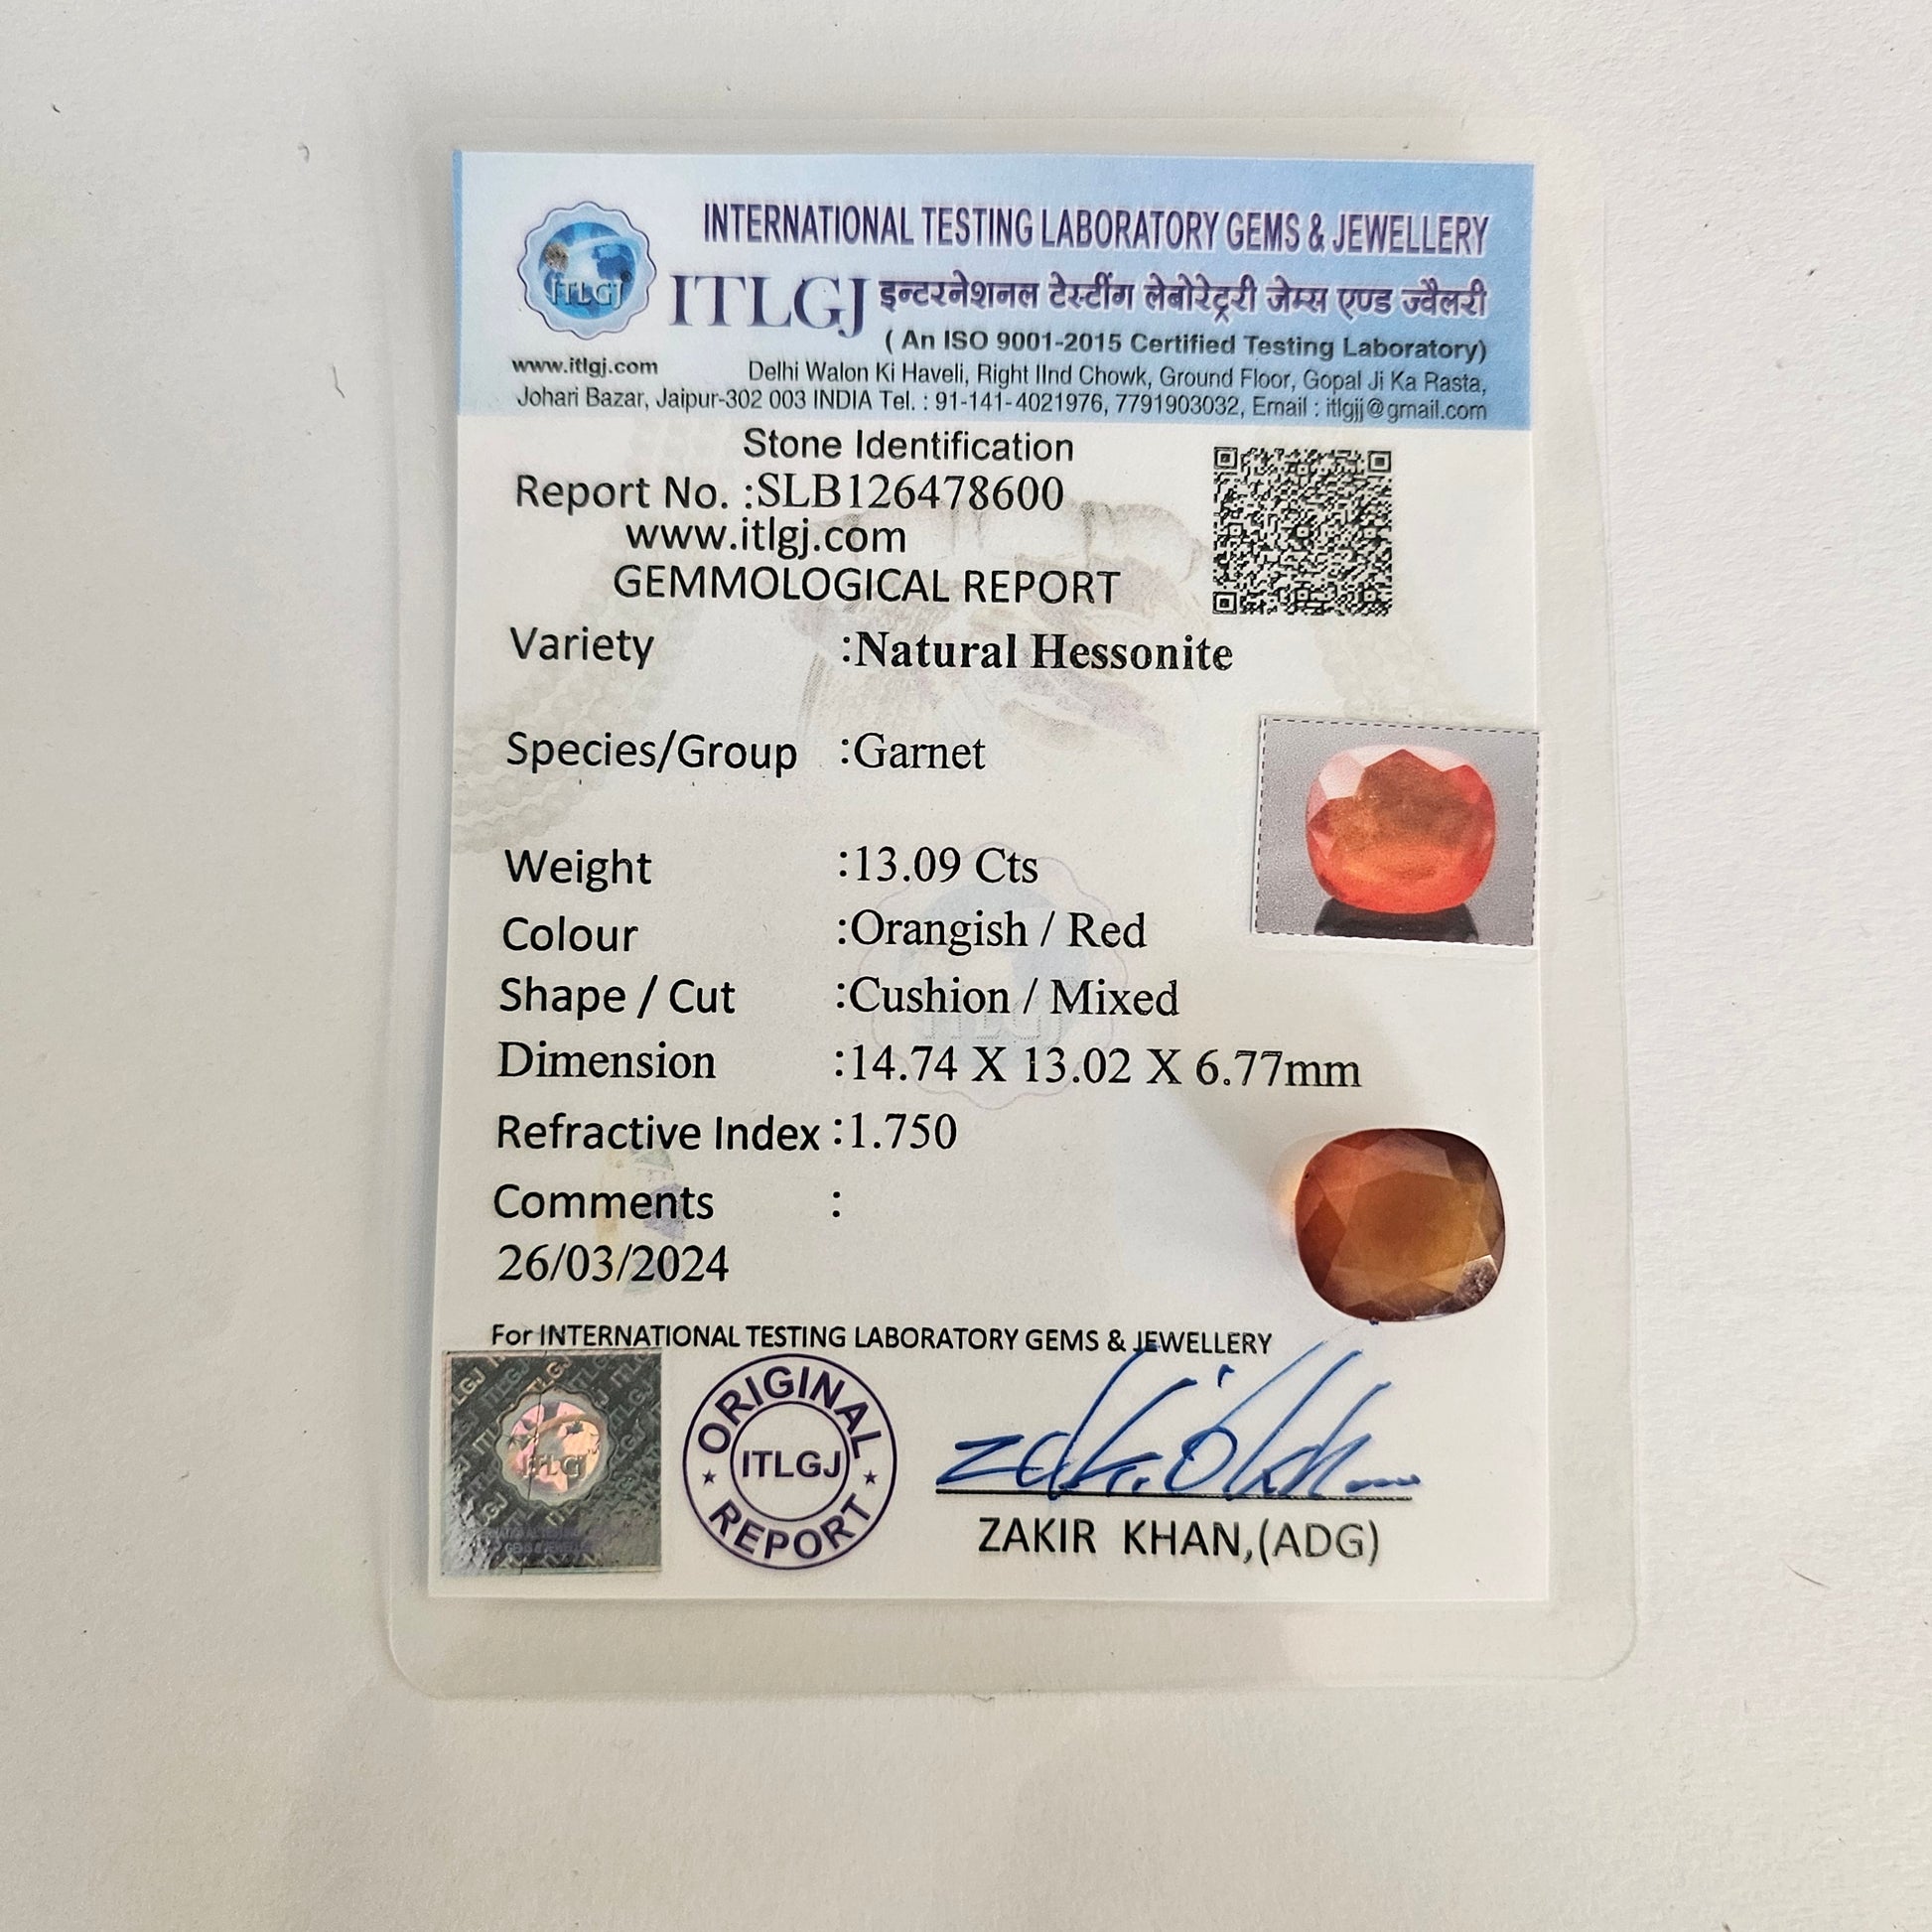 INTERNATIONAL TESTING LABORATORY GEMS & JEWELLERY
ITLGJ
ITLGJ इन्टरनेशनल टेस्टींग लेबोरेट्ररी जेम्स एण्ड ज्वैलरी
( An ISO 9001-2015 Certified Testing Laboratory)
www.itlgj.com Delhi Walon Ki Haveli, Right IInd Chowk, Ground Floor, Gopal Ji Ka Rasta,
Johari Bazar, Jaipur-302 003 INDIA Tel. : 91-141-4021976, 7791903032, Email : itlgjj@gmail.com
Stone Identification
Report No. :SLB126478600
www.itlgj.com
GEMMOLOGICAL REPORT
Variety :Natural Hessonite
Species/Group :Garnet
Weight :13.09 Cts
Colour :Orangish / Red
Shape / Cut :Cushion / Mixed
Dimension :14.74 X 13.02 X 6.77mm
Refractive Index :1.750
Comments :
26/03/2024
For INTERNATIONAL TESTING LABORATORY GEMS & JEWELLERY
ITLGJ
ORIGINAL
ITLGJ
REPORT
ZAKIR KHAN,(ADG)